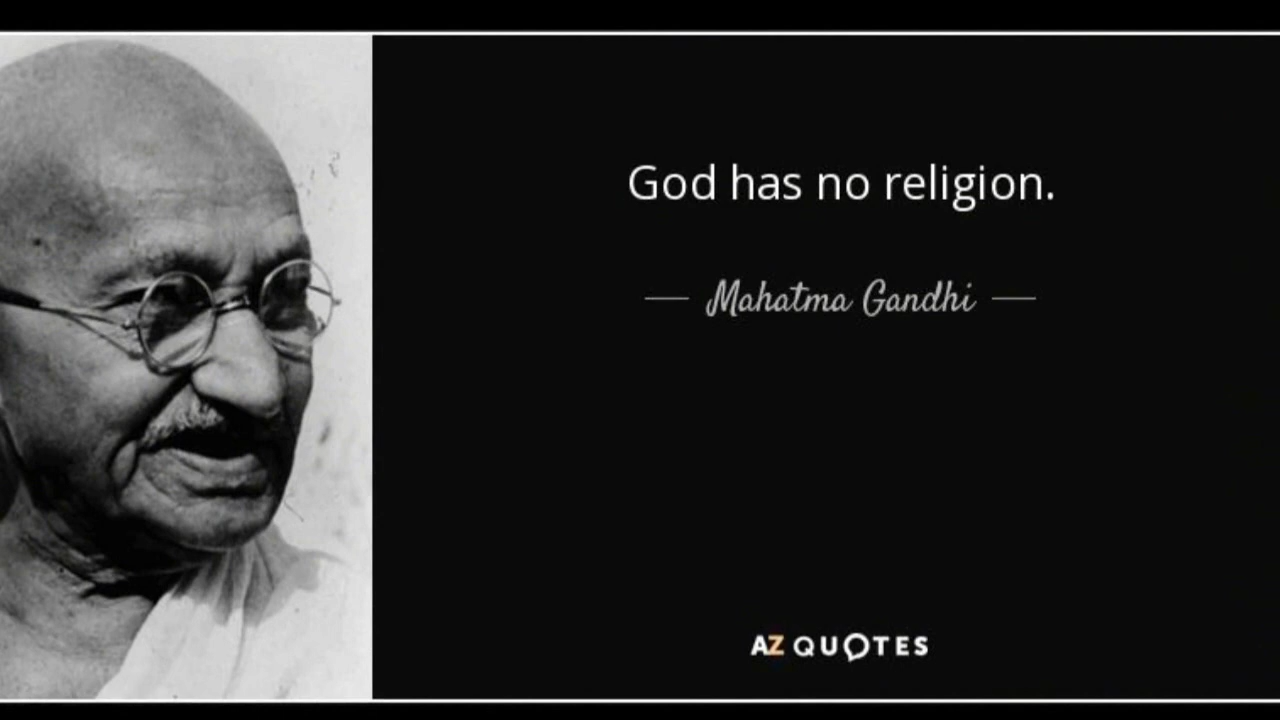 God has no religion.
— Mahatma Gandhi —
AZ QUOTES